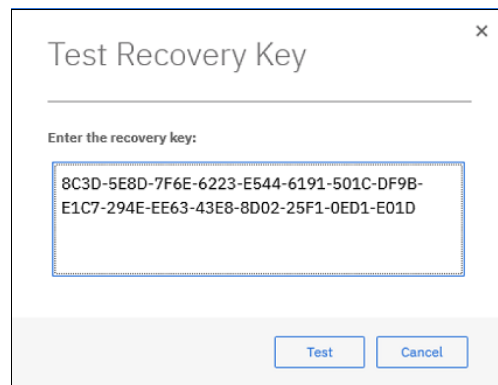 ×
Test Recovery Key
Enter the recovery key:
8C3D-5E8D-7F6E-6223-E544-6191-501C-DF9B-
E1C7-294E-EE63-43E8-8D02-25F1-0ED1-E01D
Test Cancel